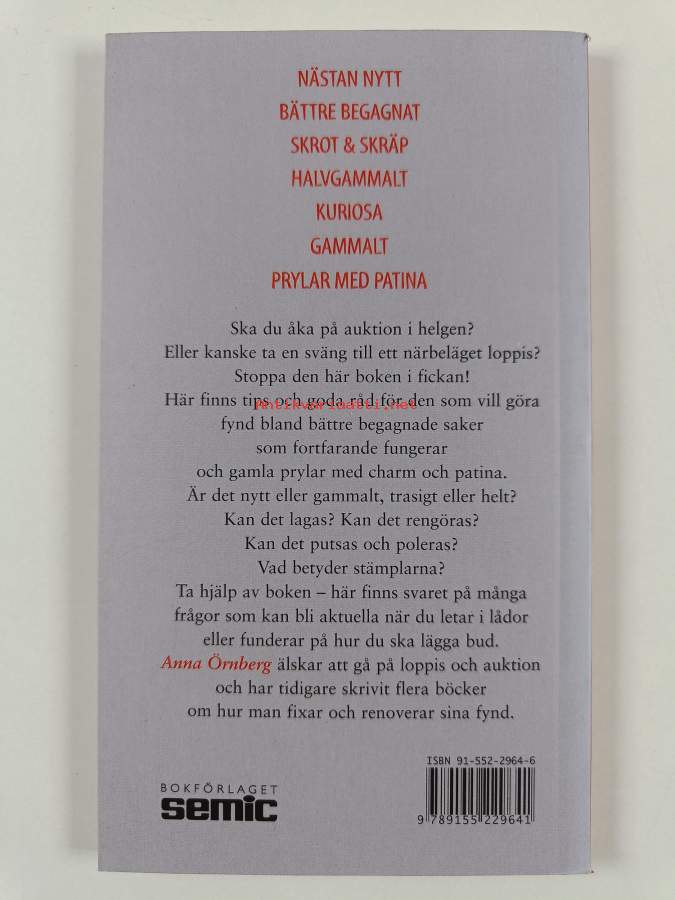 NÄSTAN NYTT
BÄTTRE BEGAGNAT
SKROT & SKRÄP
HALVGAMMALT
KURIOSA
GAMMALT
PRYLAR MED PATINA
Ska du åka på auktion i helgen?
Eller kanske ta en sväng till ett närbeläget loppis?
Stoppa den här boken i fickan!
Här finns tips och goda råd för den som vill göra
Antikvariaatti.net
fynd bland bättre begagnade saker
som fortfarande fungerar
och gamla prylar med charm och patina.
Är det nytt eller gammalt, trasigt eller helt?
Kan det lagas? Kan det rengöras?
Kan det putsas och poleras?
Vad betyder stämplarna?
Ta hjälp av boken – här finns svaret på många
frågor som kan bli aktuella när du letar i lådor
eller funderar på hur du ska lägga bud.
Anna Örnberg älskar att gå på loppis och auktion
och har tidigare skrivit flera böcker
om hur man fixar och renoverar sina fynd.
ISBN 91-552-2964-6
BOKFÖRLAGET
semic
9 789155 229641